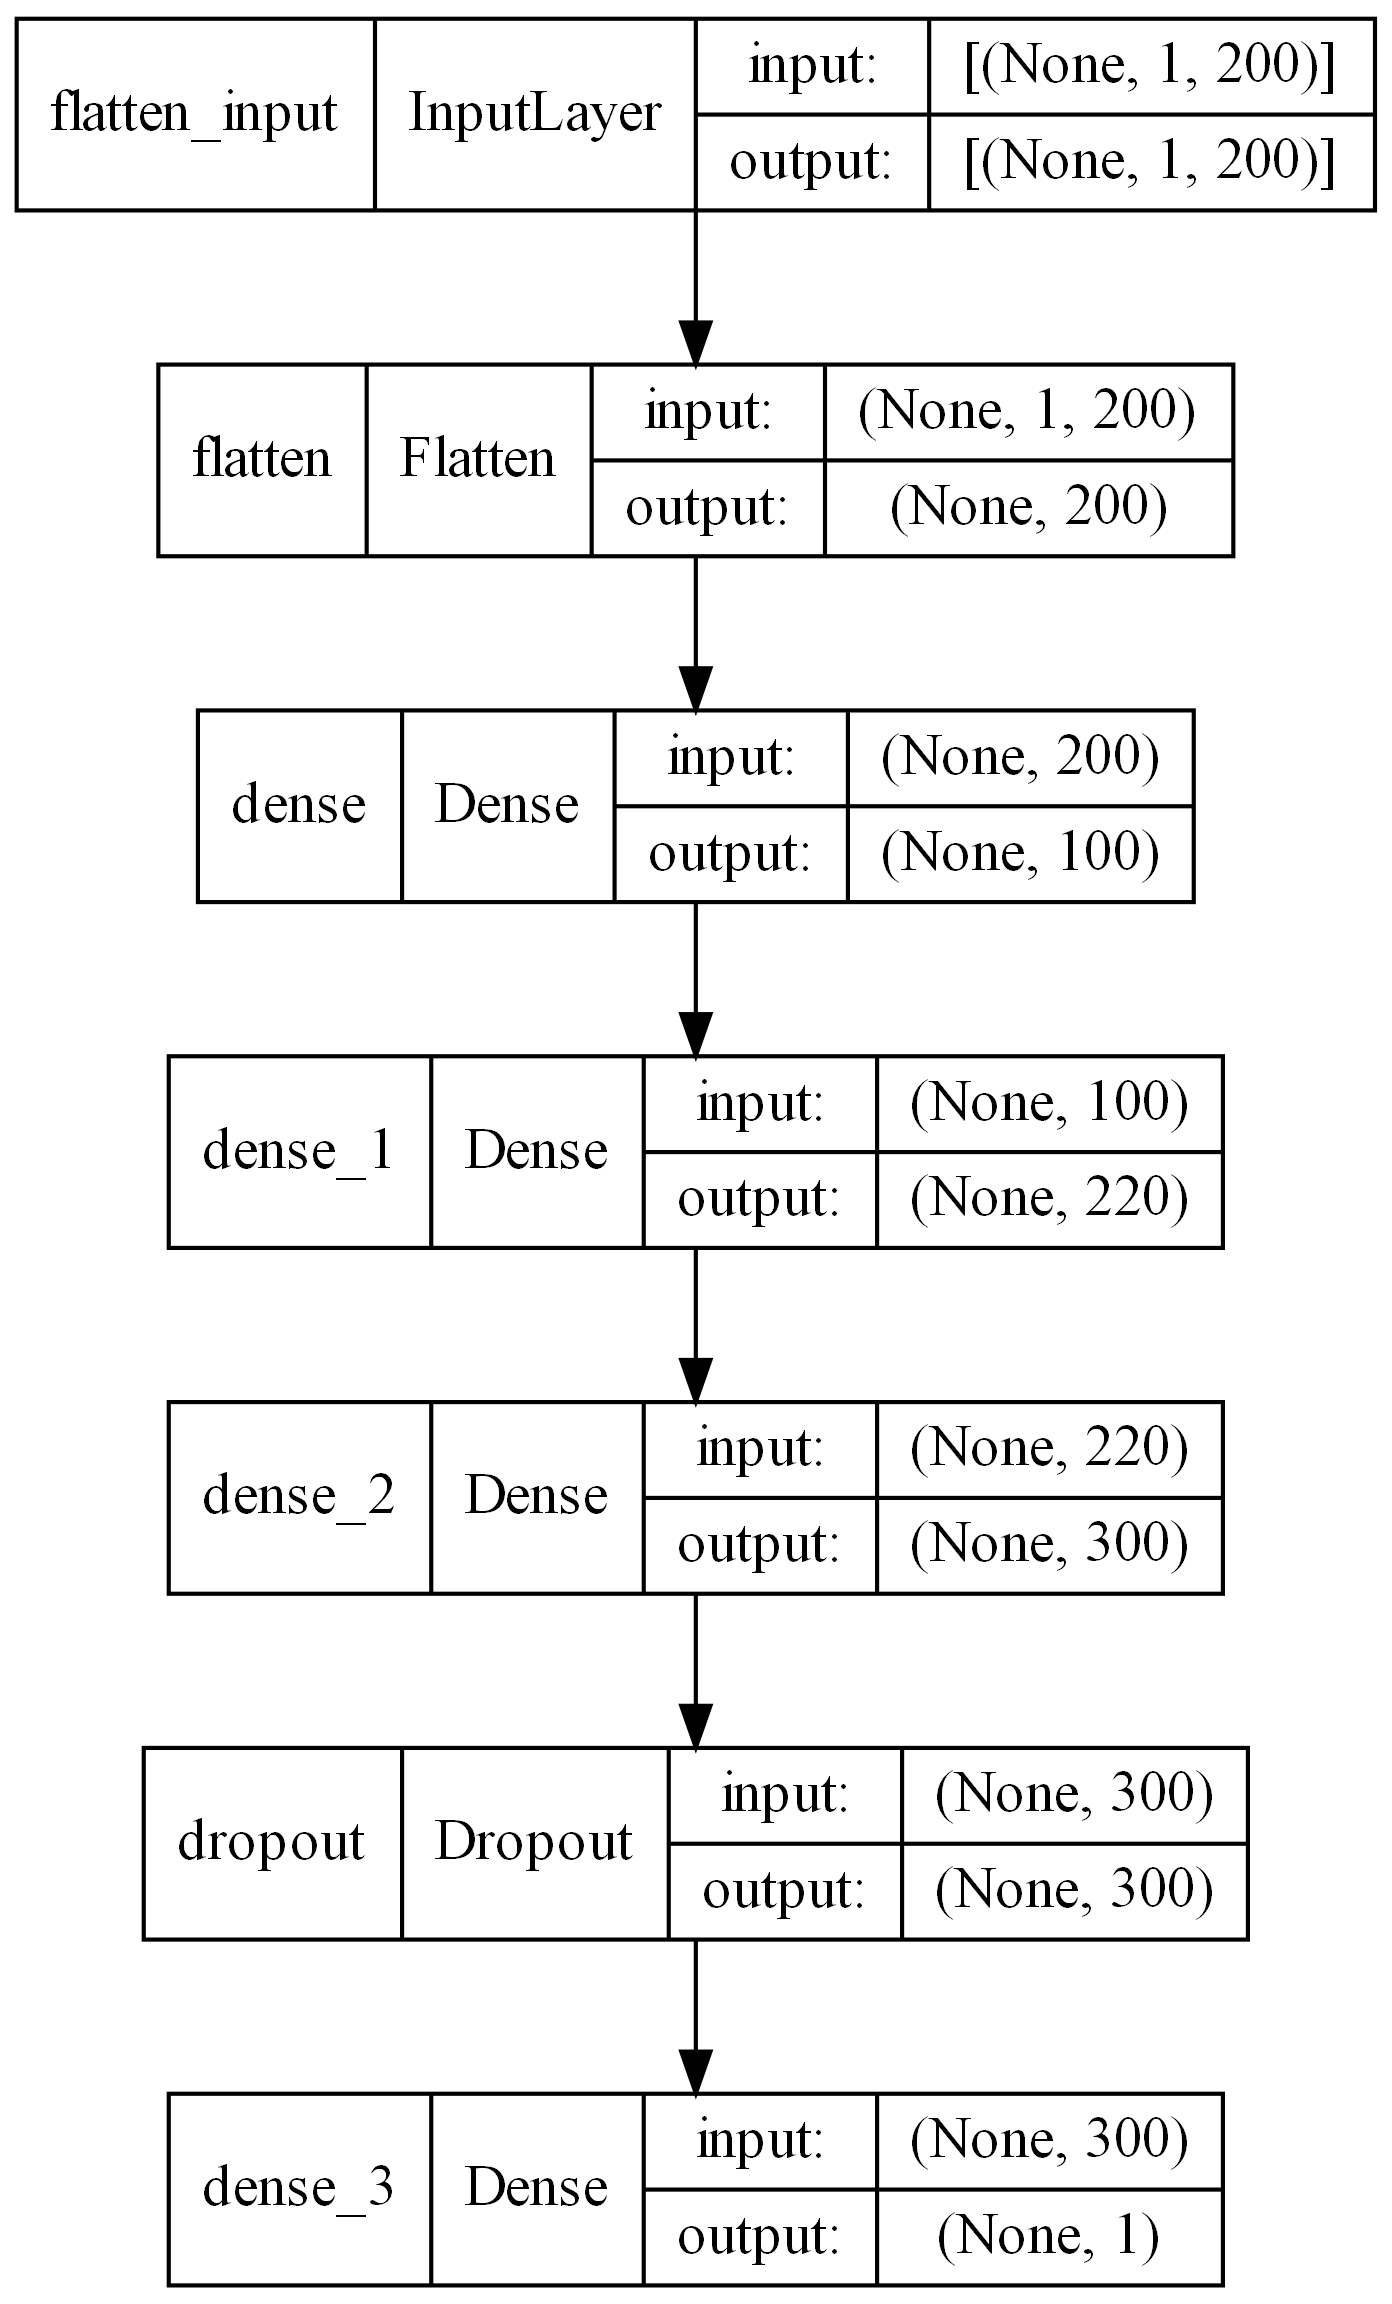 flatten_input InputLayer input: [(None, 1, 200)]
output: [(None, 1, 200)]
flatten Flatten input: (None, 1, 200)
output: (None, 200)
dense Dense input: (None, 200)
output: (None, 100)
dense_1 Dense input: (None, 100)
output: (None, 220)
dense_2 Dense input: (None, 220)
output: (None, 300)
dropout Dropout input: (None, 300)
output: (None, 300)
dense_3 Dense input: (None, 300)
output: (None, 1)